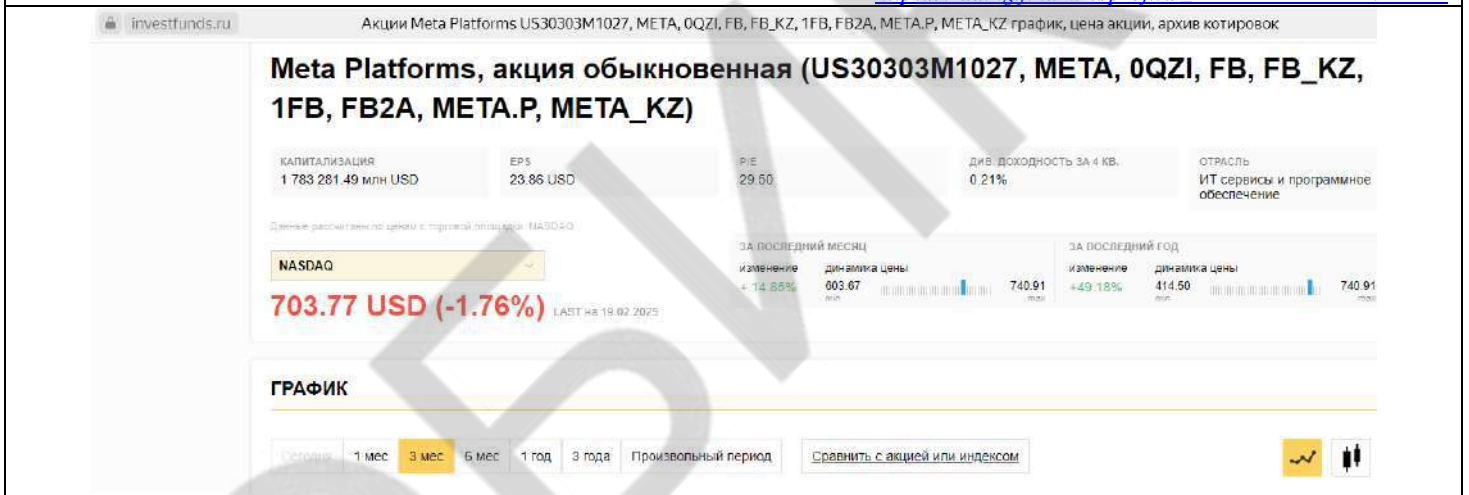 investfunds.ru
Акции Meta Platforms US30303M1027, META, 0QZI, FB, FB_KZ, 1FB, FB2A, META.P, META_KZ график, цена акции, архив котировок
Meta Platforms, акция обыкновенная (US30303M1027, META, 0QZI, FB, FB_KZ,
1FB, FB2A, META.P, META_KZ)
КАПИТАЛИЗАЦИЯ EPS P/E ДИВ. ДОХОДНОСТЬ ЗА 4 КВ. ОТРАСЛЬ
1 783 281.49 млн USD 23.86 USD 29.50 0.21% ИТ сервисы и программное
обеспечение
Данные рассчитаны по ценам с торговой площадки: NASDAQ
ЗА ПОСЛЕДНИЙ МЕСЯЦ ЗА ПОСЛЕДНИЙ ГОД
NASDAQ
изменение динамика цены изменение динамика цены
+ 14.85% 603.67 740.91 +49.18% 414.50 740.91
min max min max
703.77 USD (-1.76%) LAST на 19.02.2025
ГРАФИК
Сегодня 1 мес 3 мес 6 мес 1 год 3 года Произвольный период Сравнить с акцией или индексом